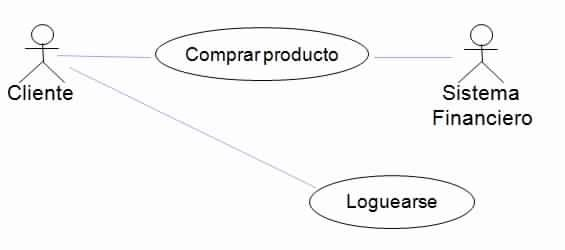 Comprar producto
Cliente
Sistema
Financiero
Loguearse